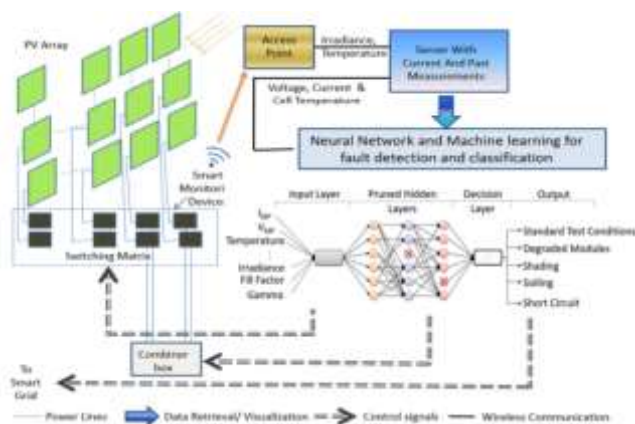 PV Array
Access
Point
Irradiance,
Temperature
Server With
Current And Past
Measurements
Voltage, Current &
Cell Temperature
Neural Network and Machine learning for
fault detection and classification
Smart
Monitori
Device
Switching Matrix
Input Layer
Pruned Hidden
Layers
Decision
Layer
Output
Temperature
Irradiance
Fill Factor
Gamma
Standard Test Conditions
Degraded Modules
Shading
Soiling
Short Circuit
Combiner
box
To
Smart
Grid
Power Lines
Data Retrieval/ Visualization
Control signals
Wireless Communication